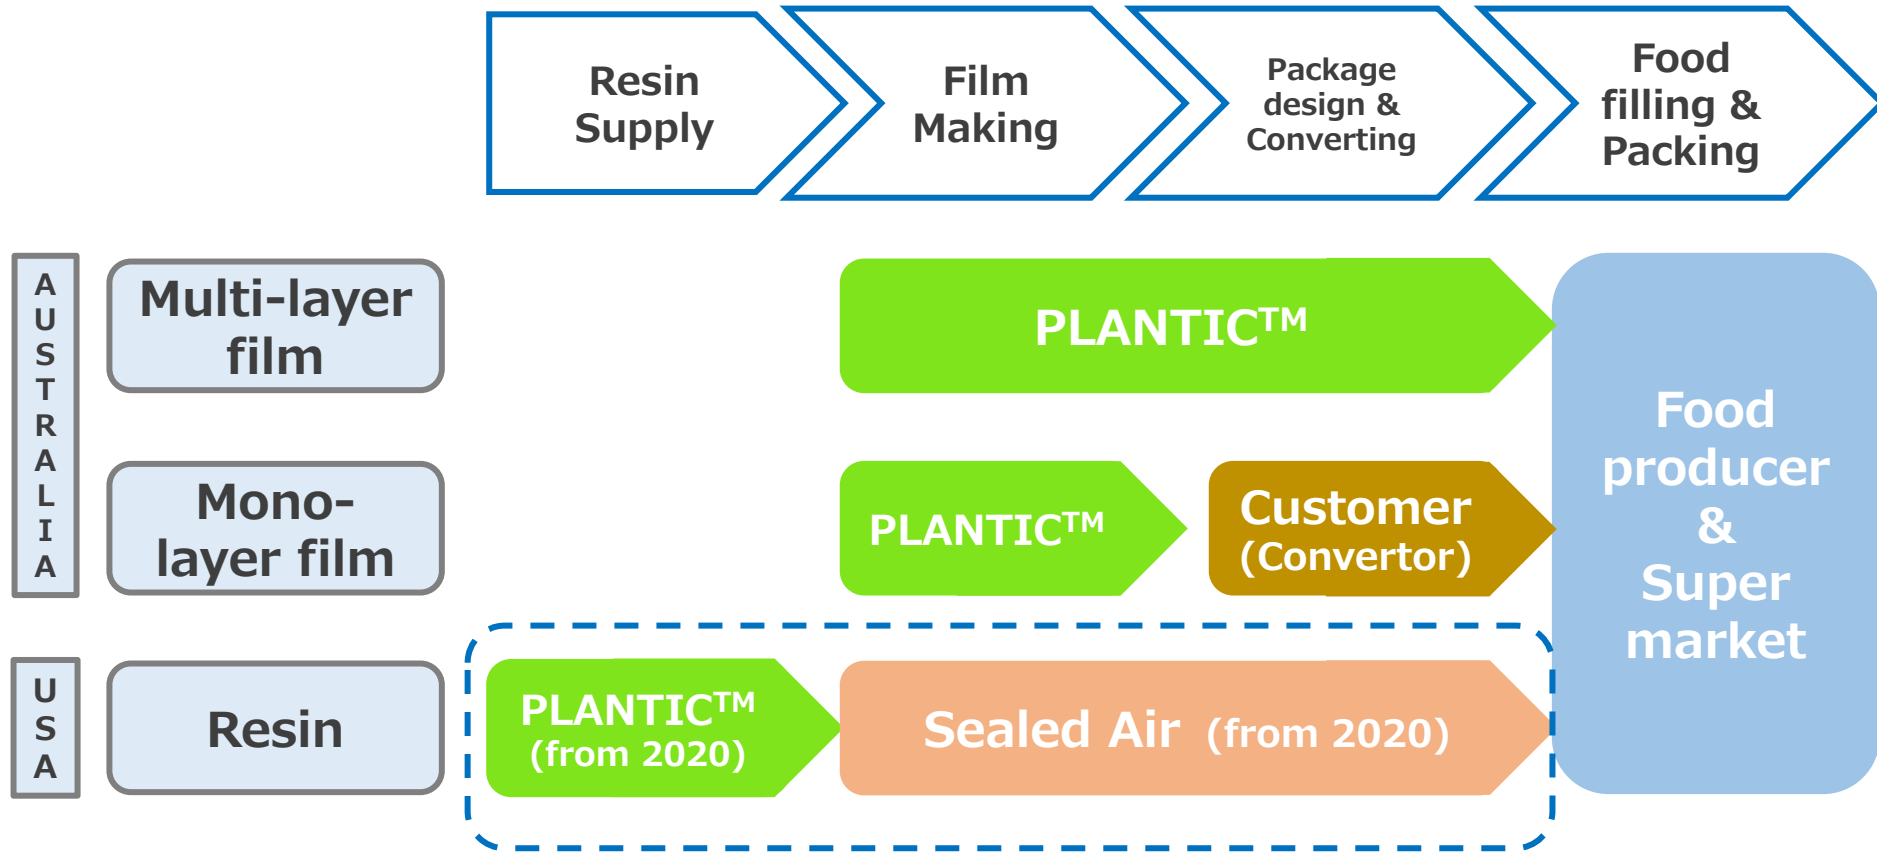 Resin
Supply
Film
Making
Package
design &
Converting
Food
filling &
Packing
AUSTRALIA
Multi-layer
film
PLANTIC™
Mono-
layer film
PLANTIC™
Customer
(Convertor)
Food
producer
&
Super
market
USA
Resin
PLANTIC™
(from 2020)
Sealed Air (from 2020)